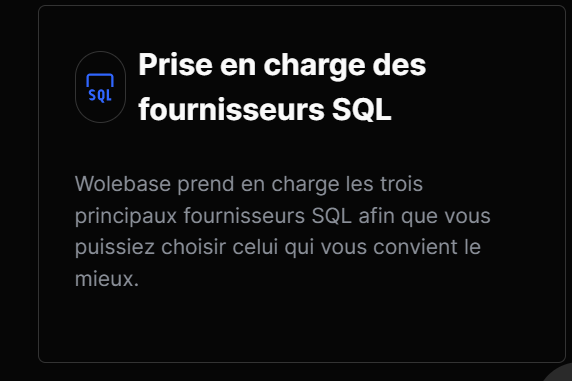 SQL
Prise en charge des
fournisseurs SQL
Wolebase prend en charge les trois
principaux fournisseurs SQL afin que vous
puissiez choisir celui qui vous convient le
mieux.